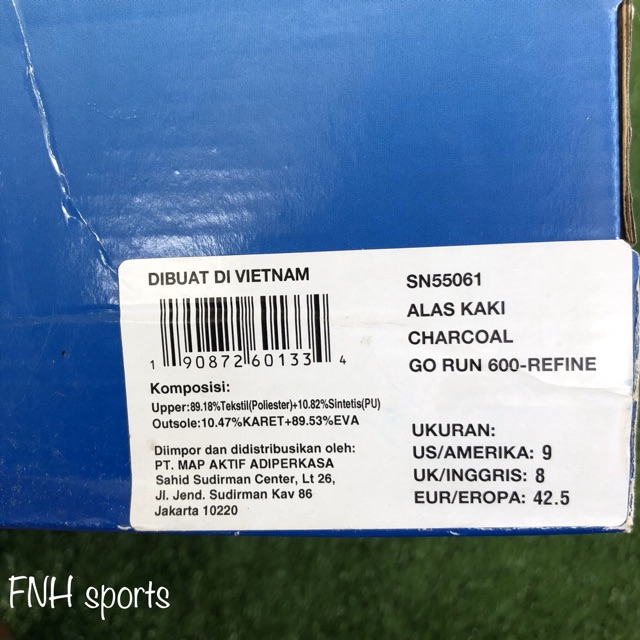 DIBUAT DI VIETNAM
1 90872 60133 4
Komposisi:
Upper:89.18%Tekstil(Poliester)+10.82%Sintetis(PU)
Outsole:10.47%KARET+89.53%EVA
Diimpor dan didistribusikan oleh:
PT. MAP AKTIF ADIPERKASA
Sahid Sudirman Center, Lt 26,
Jl. Jend. Sudirman Kav 86
Jakarta 10220
SN55061
ALAS KAKI
CHARCOAL
GO RUN 600-REFINE
UKURAN:
US/AMERIKA: 9
UK/INGGRIS: 8
EUR/EROPA: 42.5
FNH sports